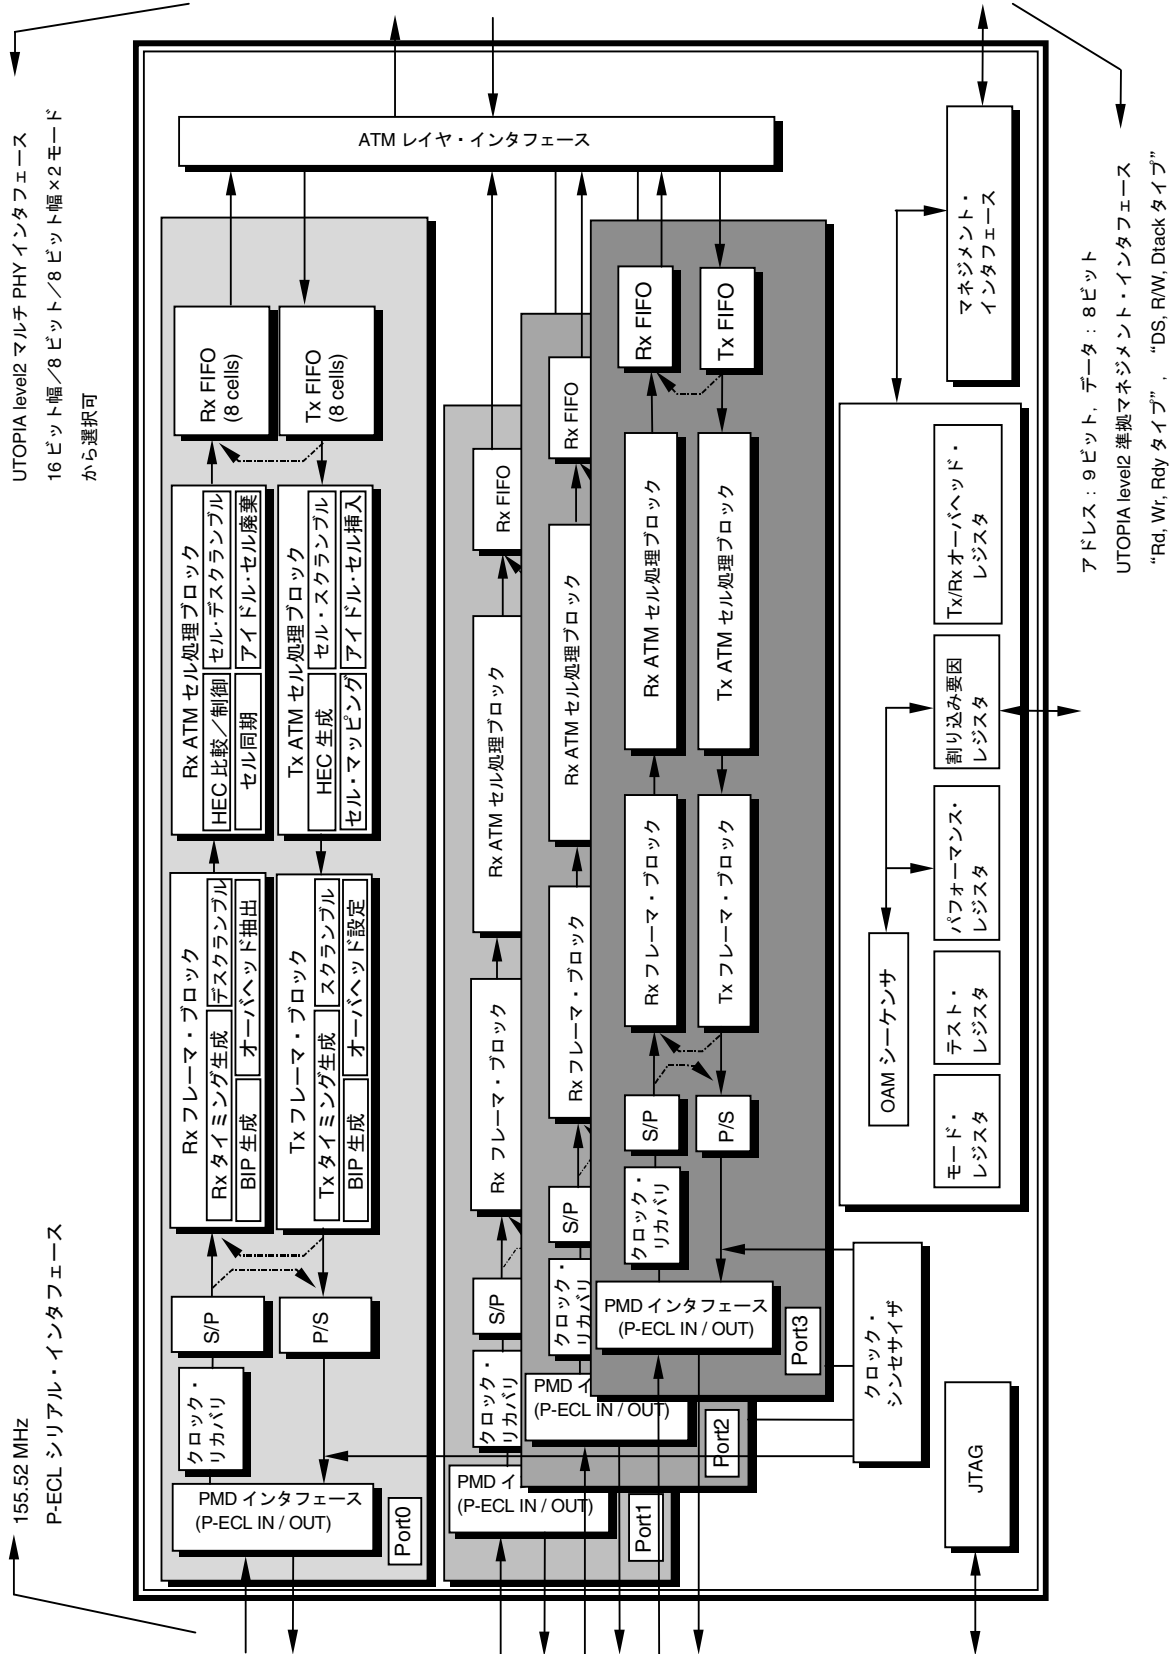 UTOPIA level2 マルチ PHY インタフェース
16 ビット幅/8 ビット/8 ビット幅×2 モード
から選択可
155.52 MHz
P-ECL シリアル・インタフェース
ATM レイヤ・インタフェース
Rx FIFO
(8 cells)
Tx FIFO
(8 cells)
Rx ATM セル処理ブロック
HEC 比較/制御
セル・デスクランブル
セル同期
アイドル・セル廃棄
Tx ATM セル処理ブロック
HEC 生成
セル・スクランブル
セル・マッピング
アイドル・セル挿入
Rx フレーマ・ブロック
Rx タイミング生成
デスクランブル
BIP 生成
オーバヘッド抽出
Tx フレーマ・ブロック
Tx タイミング生成
スクランブル
BIP 生成
オーバヘッド設定
S/P
P/S
クロック・
リカバリ
PMD インタフェース
(P-ECL IN / OUT)
Port0
Rx FIFO
Rx ATM セル処理ブロック
Rx フレーマ・ブロック
S/P
クロック・
リカバリ
PMD イ
(P-ECL IN / OUT)
Port1
Rx FIFO
Rx ATM セル処理ブロック
Rx フレーマ・ブロック
S/P
クロック・
リカバリ
PMD イ
(P-ECL IN / OUT)
Port2
Rx FIFO
Tx FIFO
Rx ATM セル処理ブロック
Tx ATM セル処理ブロック
Rx フレーマ・ブロック
Tx フレーマ・ブロック
S/P
P/S
クロック・
リカバリ
PMD インタフェース
(P-ECL IN / OUT)
Port3
マネジメント・
インタフェース
Tx/Rx オーバヘッド・
レジスタ
割り込み要因
レジスタ
パフォーマンス・
レジスタ
テスト・
レジスタ
モード・
レジスタ
OAM シーケンサ
クロック・
シンセサイザ
JTAG
アドレス : 9 ビット, データ : 8 ビット
UTOPIA level2 準拠マネジメント・インタフェース
“Rd, Wr, Rdy タイプ” , “DS, R/W, Dtack タイプ”